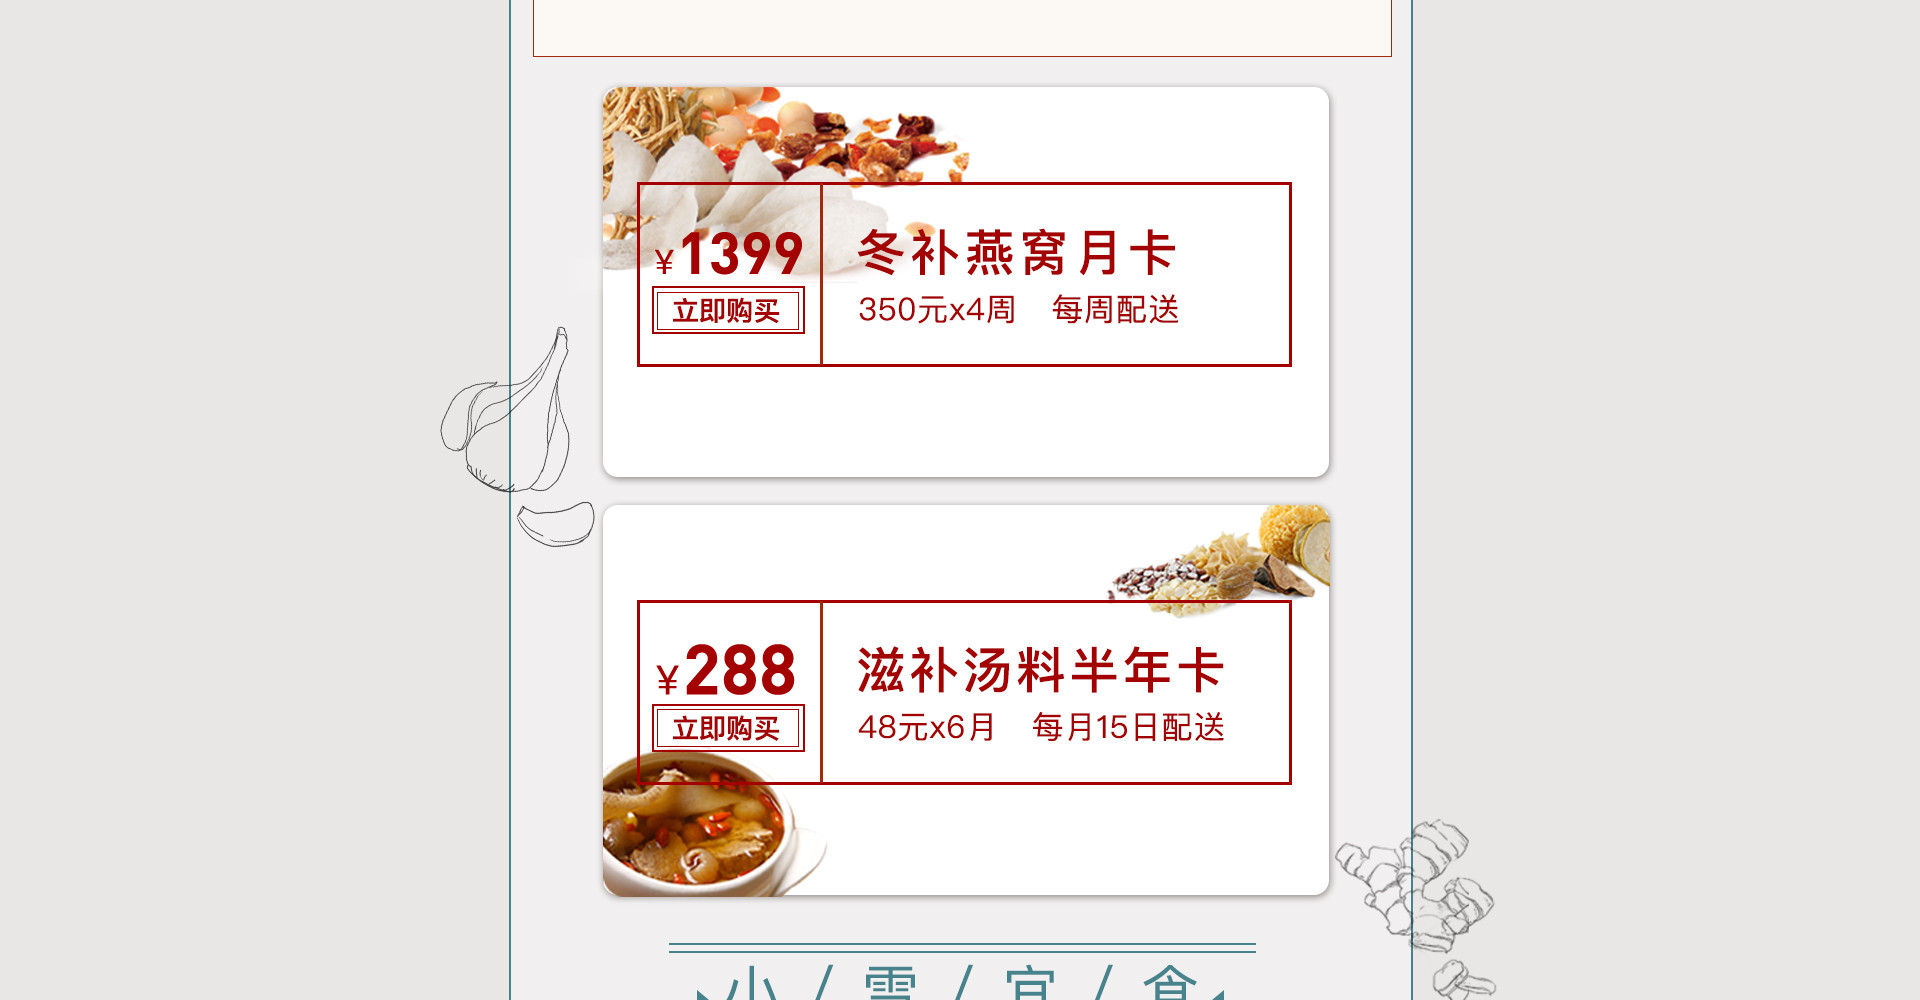 ¥1399
立即购买
冬补燕窝月卡
350元x4周 每周配送
¥288
立即购买
滋补汤料半年卡
48元x6月 每月15日配送
小/雪/宜/食